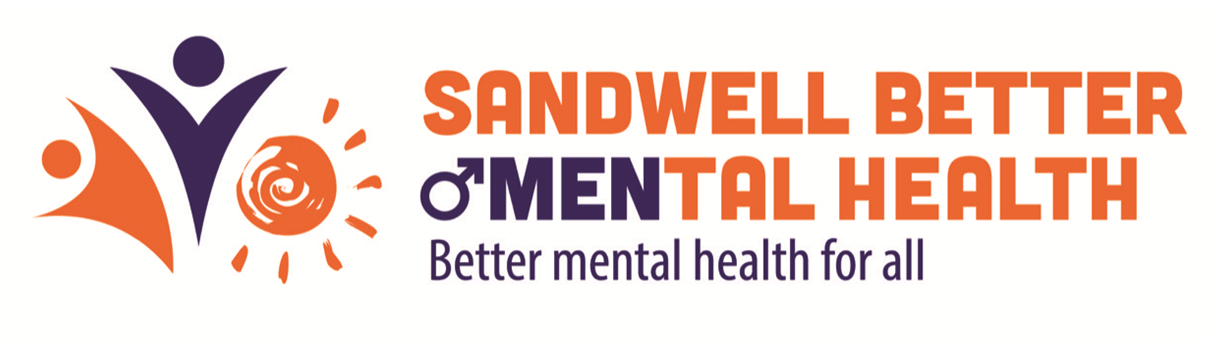 SANDWELL BETTER
♂MENTAL HEALTH
Better mental health for all